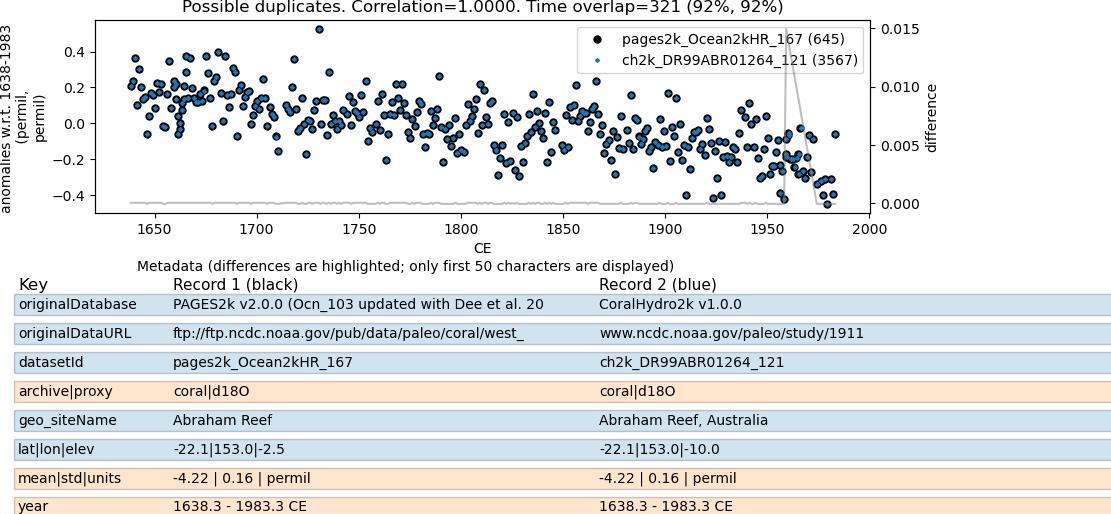 Possible duplicates. Correlation=1.0000. Time overlap=321 (92%, 92%)
anomalies w.r.t. 1638-1983
(permil,
permil)
0.4
0.2
0.0
−0.2
−0.4
pages2k_Ocean2kHR_167 (645)
ch2k_DR99ABR01264_121 (3567)
0.015
0.010
0.005
0.000
difference
1650 1700 1750 1800 1850 1900 1950 2000
CE
Metadata (differences are highlighted; only first 50 characters are displayed)
Key Record 1 (black) Record 2 (blue)
originalDatabase PAGES2k v2.0.0 (Ocn_103 updated with Dee et al. 20 CoralHydro2k v1.0.0
originalDataURL ftp://ftp.ncdc.noaa.gov/pub/data/paleo/coral/west_ www.ncdc.noaa.gov/paleo/study/1911
datasetId pages2k_Ocean2kHR_167 ch2k_DR99ABR01264_121
archive|proxy coral|d18O coral|d18O
geo_siteName Abraham Reef Abraham Reef, Australia
lat|lon|elev -22.1|153.0|-2.5 -22.1|153.0|-10.0
mean|std|units -4.22 | 0.16 | permil -4.22 | 0.16 | permil
year 1638.3 - 1983.3 CE 1638.3 - 1983.3 CE